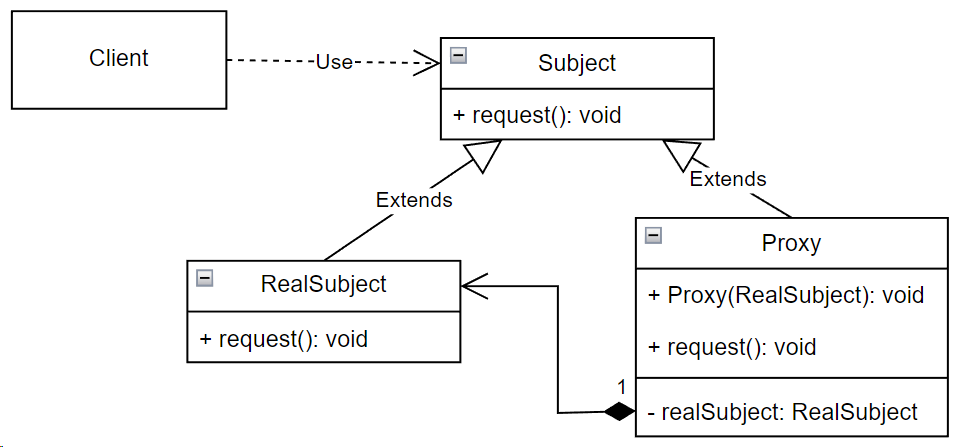 Client
Use
Subject
+ request(): void
Extends
Extends
RealSubject
+ request(): void
Proxy
+ Proxy(RealSubject): void
+ request(): void
1
- realSubject: RealSubject